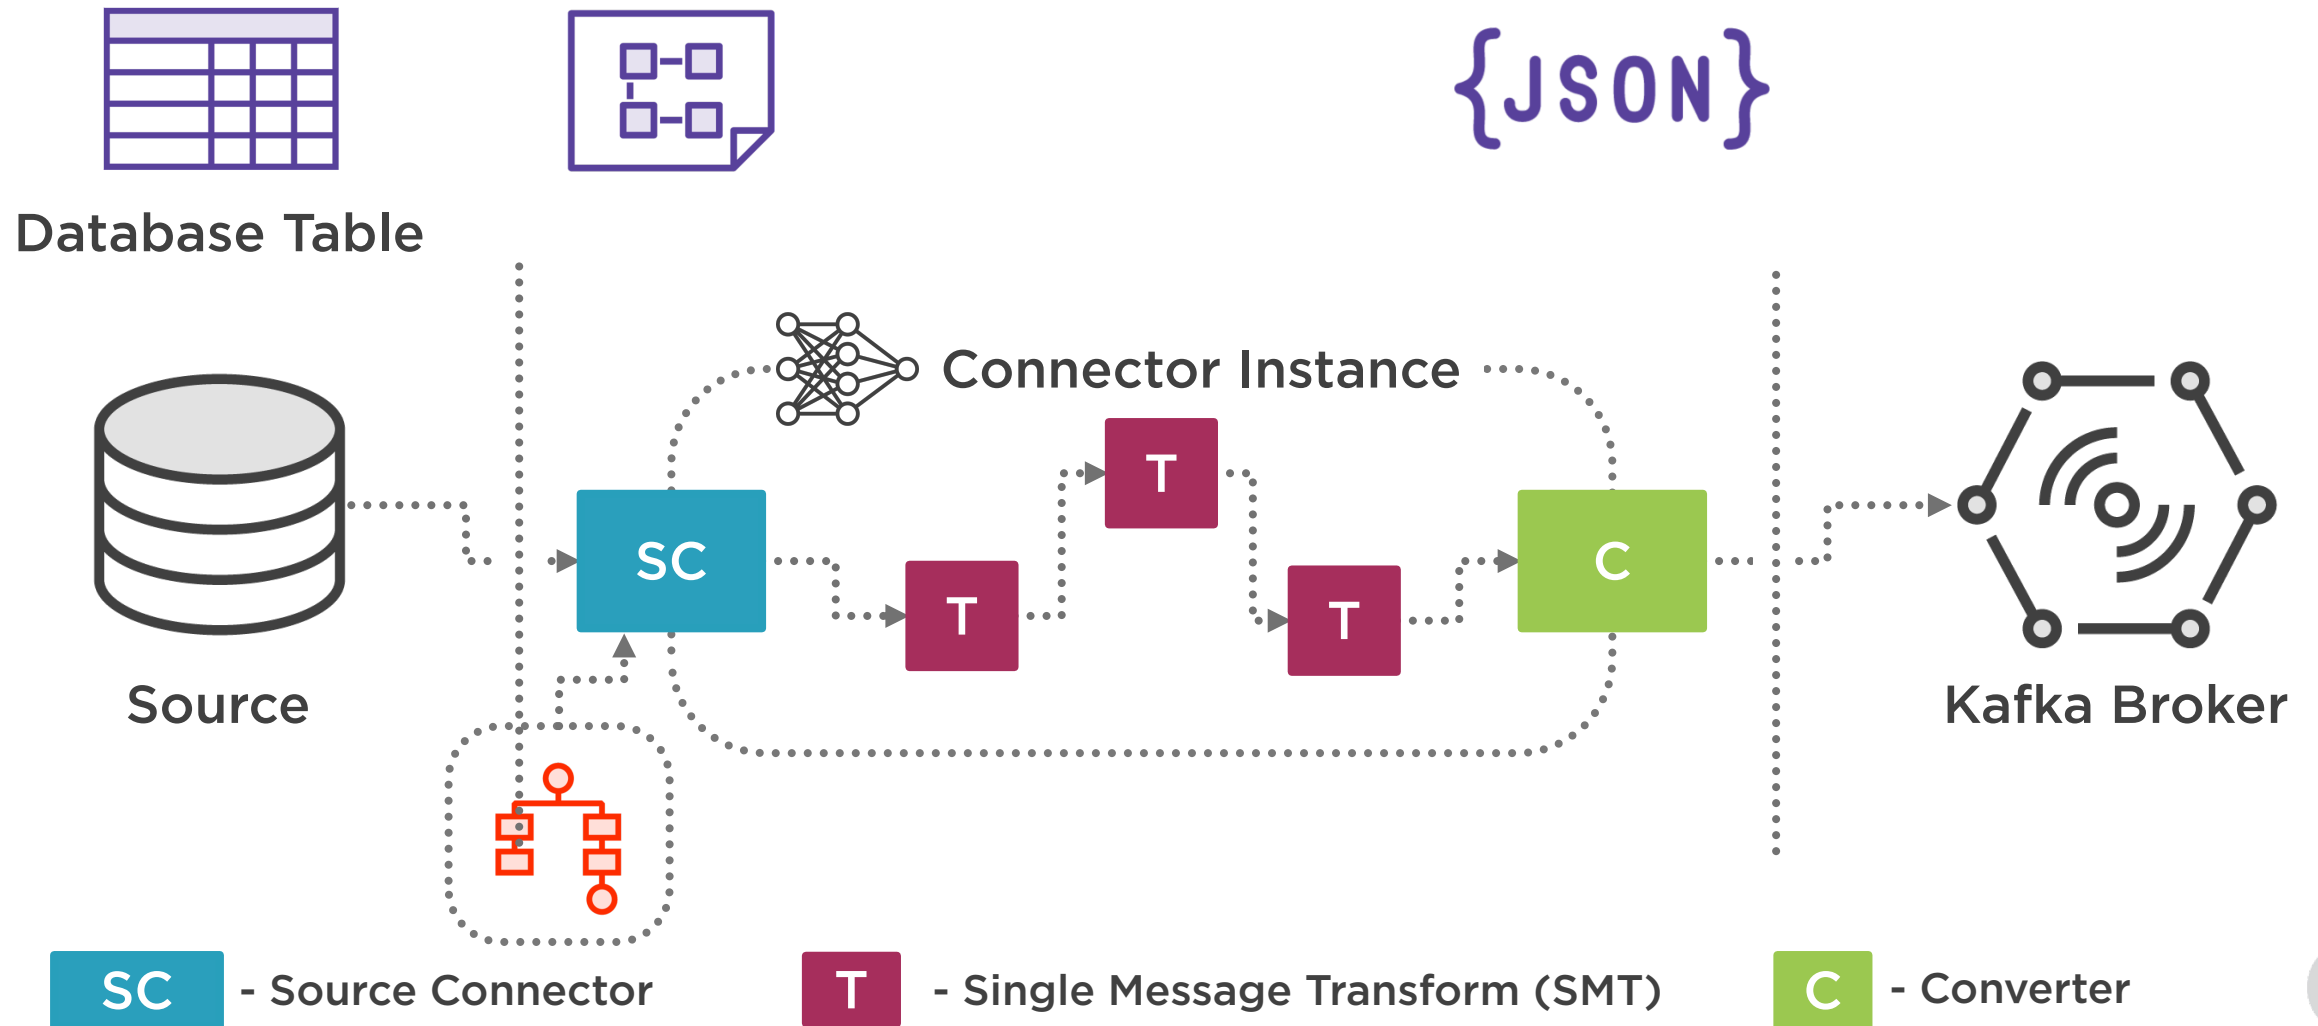 {JSON}
Database Table
Connector Instance
T
SC
C
T
T
Source
Kafka Broker
SC - Source Connector
T - Single Message Transform (SMT)
C - Converter